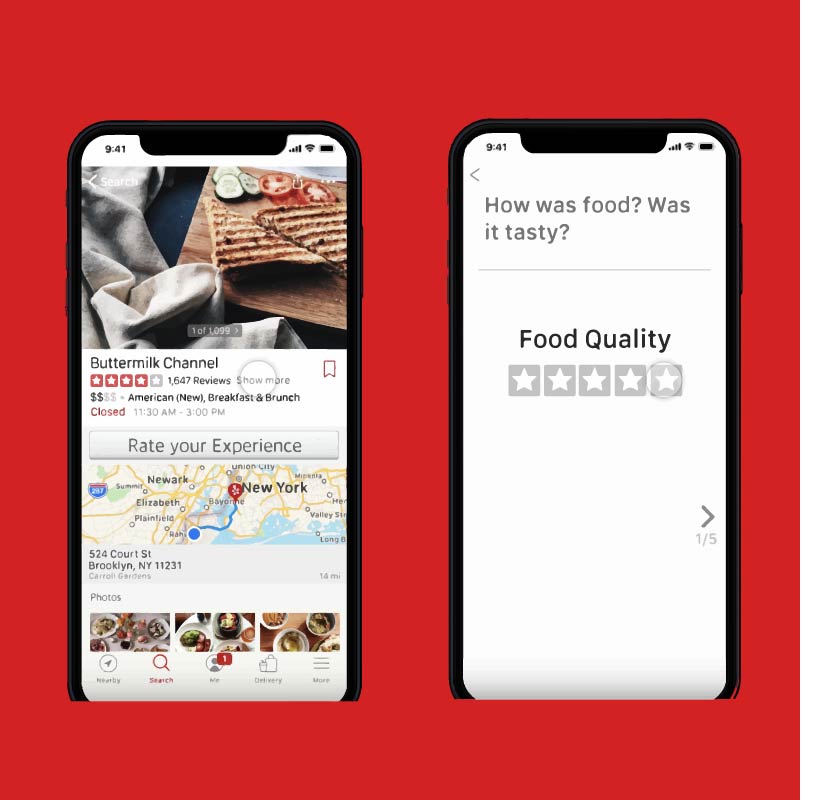 9:41
Search
1 of 1,099 >
Buttermilk Channel
1,647 Reviews Show more
$$$$ • American (New), Breakfast & Brunch
Closed 11:30 AM - 3:00 PM
Rate your Experience
Union City
Newark
Summit
287
New York
Elizabeth
Bayonne
Plainfield
Valley Str
Rahw
Long B
524 Court St
Brooklyn, NY 11231
Carroll Gardens 14 mi
Photos
1
Nearby Search Me Delivery More
9:41
How was food? Was
it tasty?
Food Quality
1/5